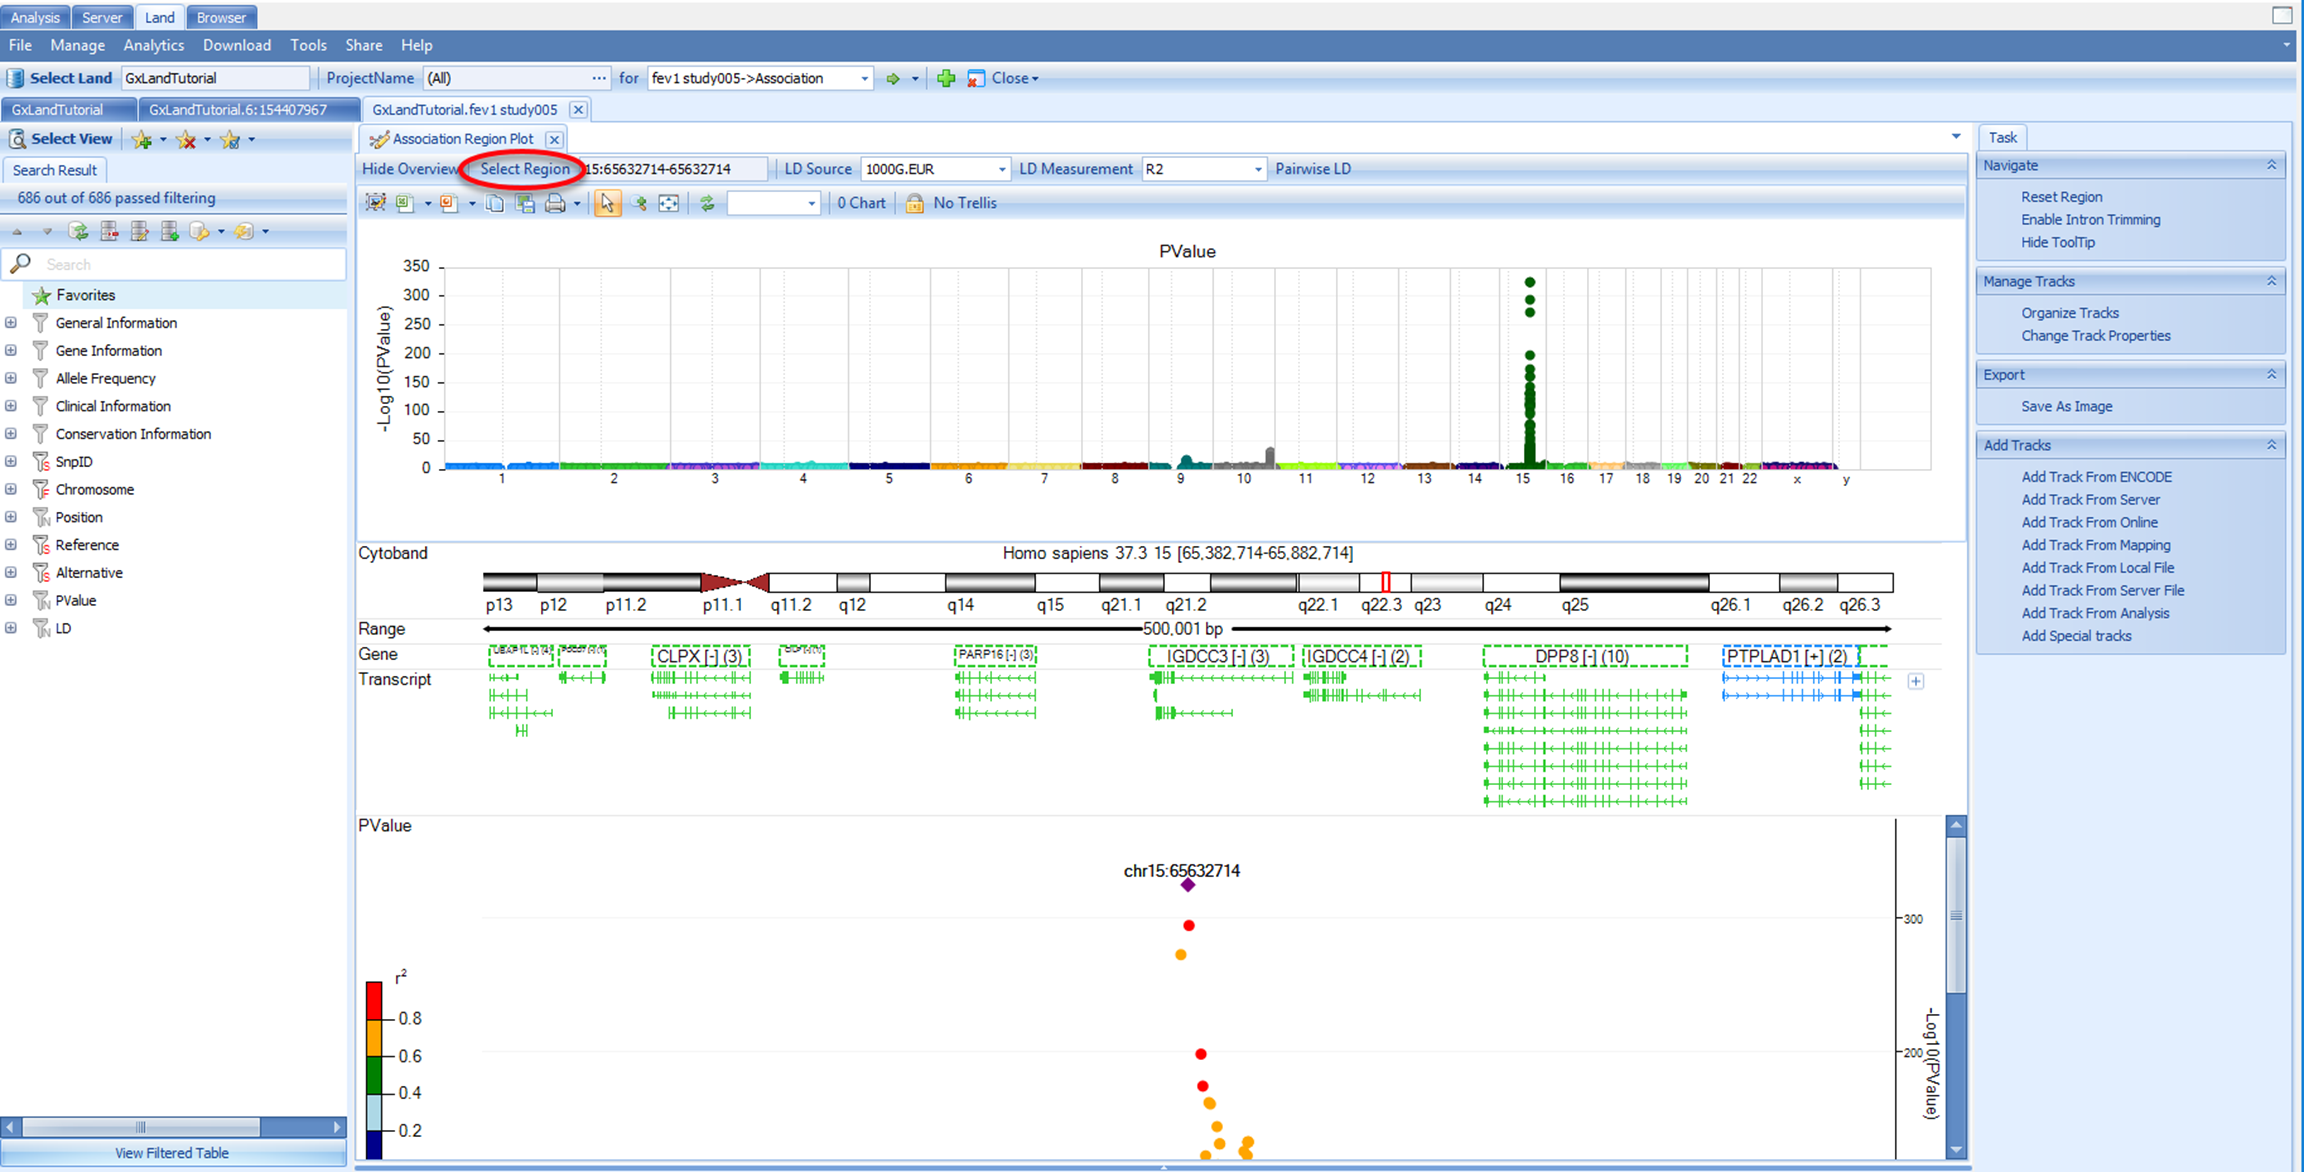 Analysis Server Land Browser
File Manage Analytics Download Tools Share Help
Select Land GxLandTutorial ProjectName (All) ... for fev1 study005->Association Close
GxLandTutorial GxLandTutorial.6:154407967 GxLandTutorial.fev1 study005
Select View
Search Result
686 out of 686 passed filtering
Search
Favorites
General Information
Gene Information
Allele Frequency
Clinical Information
Conservation Information
SnpID
Chromosome
Position
Reference
Alternative
PValue
LD
View Filtered Table
Association Region Plot
Hide Overview Select Region 15:65632714-65632714 LD Source 1000G.EUR LD Measurement R2 Pairwise LD
0 Chart No Trellis
PValue
-Log10(PValue)
350
300
250
200
150
100
50
0
1 2 3 4 5 6 7 8 9 10 11 12 13 14 15 16 17 18 19 20 21 22 x y
Cytoband Homo sapiens 37.3 15 [65,382,714-65,882,714]
p13 p12 p11.2 p11.1 q11.2 q12 q14 q15 q21.1 q21.2 q22.1 q22.3 q23 q24 q25 q26.1 q26.2 q26.3
Range 500,001 bp
Gene CLPX [-] (3) PARP16 [-] (3) IGDCC3 [-] (3) IGDCC4 [-] (2) DPP8 [-] (10) PTPLAD1 [+] (2)
Transcript
PValue
chr15:65632714
300
200
-Log10(PValue)
r2
0.8
0.6
0.4
0.2
Task
Navigate
Reset Region
Enable Intron Trimming
Hide ToolTip
Manage Tracks
Organize Tracks
Change Track Properties
Export
Save As Image
Add Tracks
Add Track From ENCODE
Add Track From Server
Add Track From Online
Add Track From Mapping
Add Track From Local File
Add Track From Server File
Add Track From Analysis
Add Special tracks